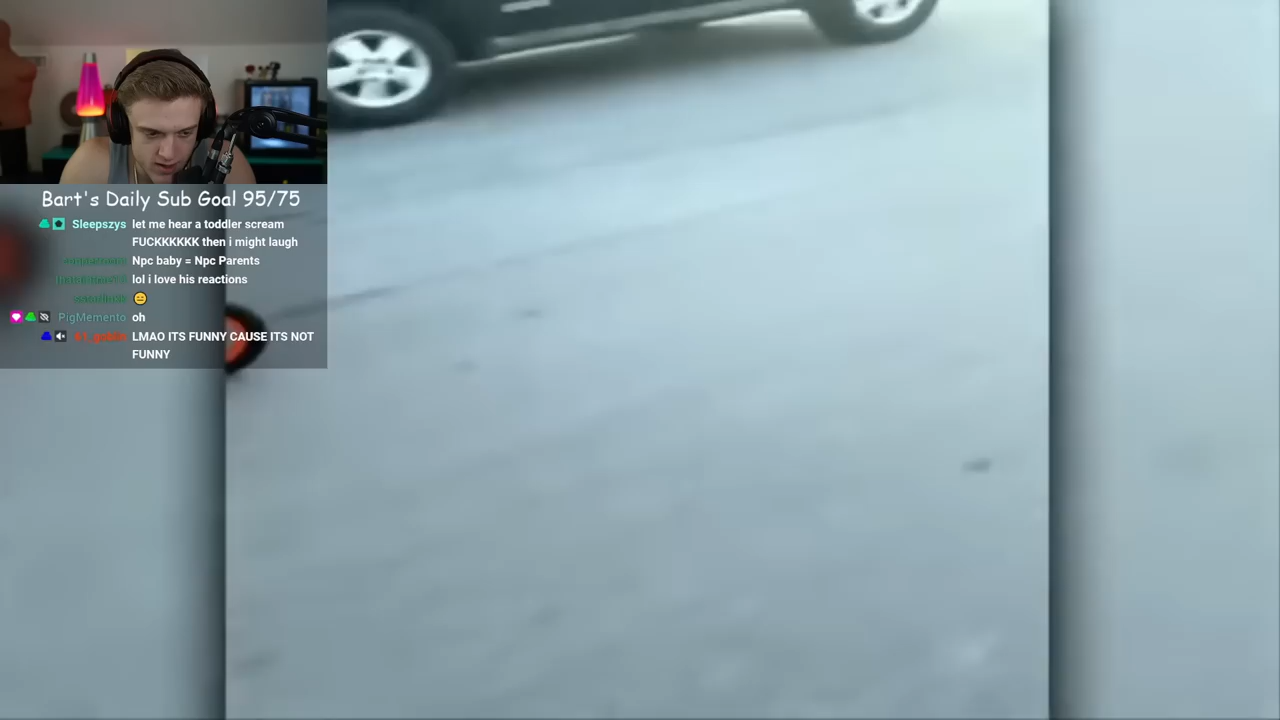 Bart's Daily Sub Goal 95/75
Sleepszys let me hear a toddler scream
FUCKKKKKK then i might laugh
Npc baby = Npc Parents
lol i love his reactions
PigMemento oh
LMAO ITS FUNNY CAUSE ITS NOT
FUNNY